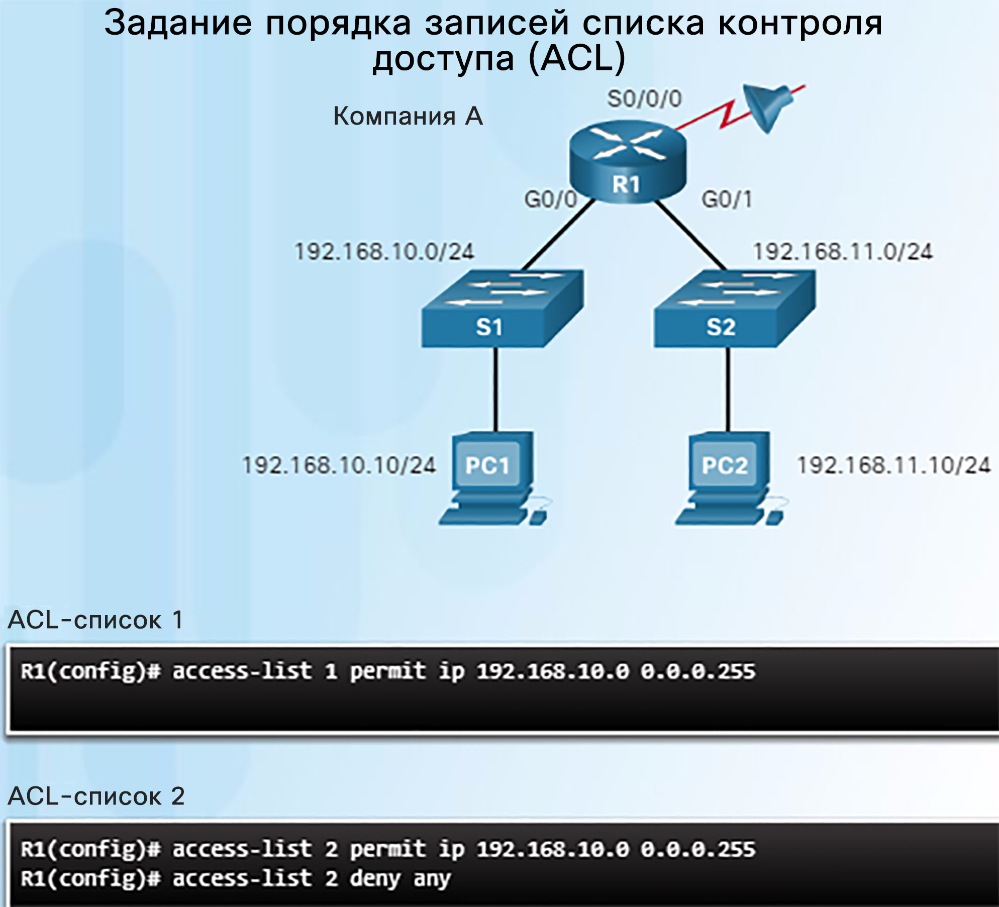 Задание порядка записей списка контроля
доступа (ACL)
Компания A
S0/0/0
R1
G0/0
G0/1
192.168.10.0/24
192.168.11.0/24
S1
S2
192.168.10.10/24
PC1
PC2
192.168.11.10/24
ACL-список 1
R1(config)# access-list 1 permit ip 192.168.10.0 0.0.0.255
ACL-список 2
R1(config)# access-list 2 permit ip 192.168.10.0 0.0.0.255
R1(config)# access-list 2 deny any